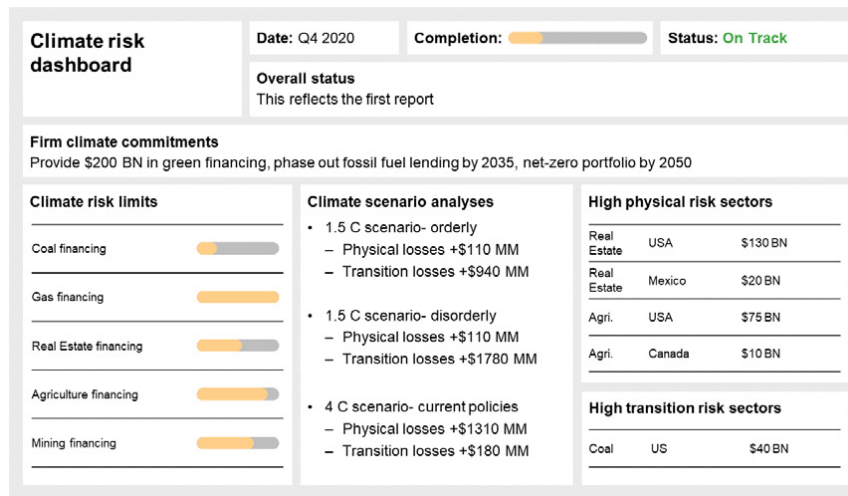 Climate risk
dashboard
Date: Q4 2020
Completion:
Status: On Track
Overall status
This reflects the first report
Firm climate commitments
Provide $200 BN in green financing, phase out fossil fuel lending by 2035, net-zero portfolio by 2050
Climate risk limits
Coal financing
Gas financing
Real Estate financing
Agriculture financing
Mining financing
Climate scenario analyses
• 1.5 C scenario- orderly
– Physical losses +$110 MM
– Transition losses +$940 MM
• 1.5 C scenario- disorderly
– Physical losses +$110 MM
– Transition losses +$1780 MM
• 4 C scenario- current policies
– Physical losses +$1310 MM
– Transition losses +$180 MM
High physical risk sectors
Real
Estate USA $130 BN
Real
Estate Mexico $20 BN
Agri. USA $75 BN
Agri. Canada $10 BN
High transition risk sectors
Coal US $40 BN